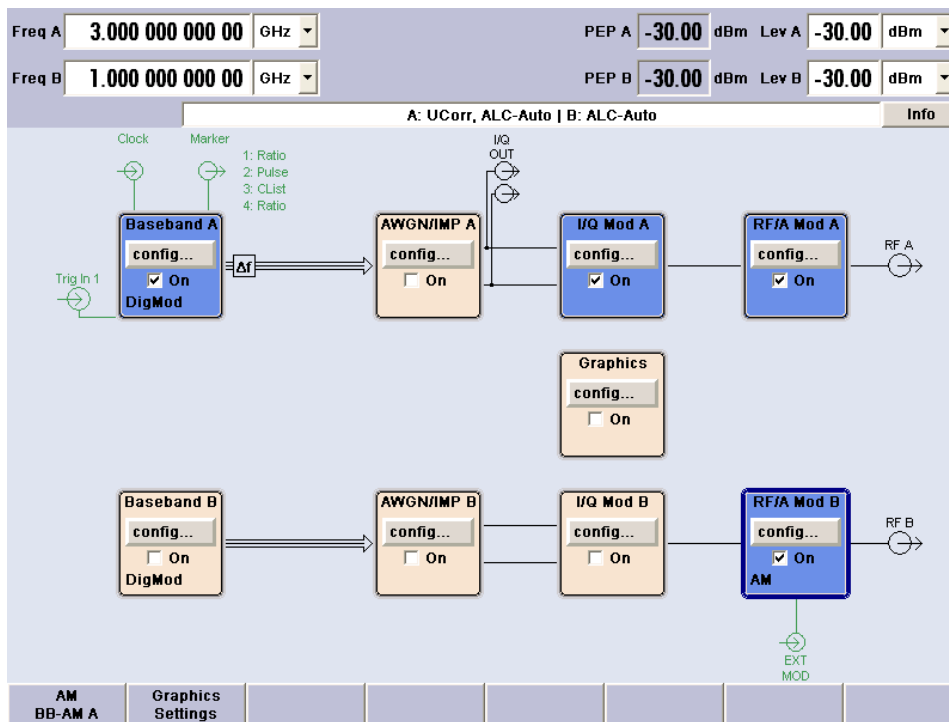 Freq A 3.000 000 000 00 GHz PEP A -30.00 dBm Lev A -30.00 dBm
Freq B 1.000 000 000 00 GHz PEP B -30.00 dBm Lev B -30.00 dBm
A: UCorr, ALC-Auto | B: ALC-Auto Info
Clock Marker
1: Ratio
2: Pulse
3: CList
4: Ratio
I/Q
OUT
Baseband A AWGN/IMP A I/Q Mod A RF/A Mod A
config... config... config... config...
On Δf On On On
DigMod
Trig In 1
RF A
Graphics
config...
On
Baseband B AWGN/IMP B I/Q Mod B RF/A Mod B
config... config... config... config...
On On On On
DigMod AM
RF B
EXT
MOD
AM
BB-AM A
Graphics
Settings